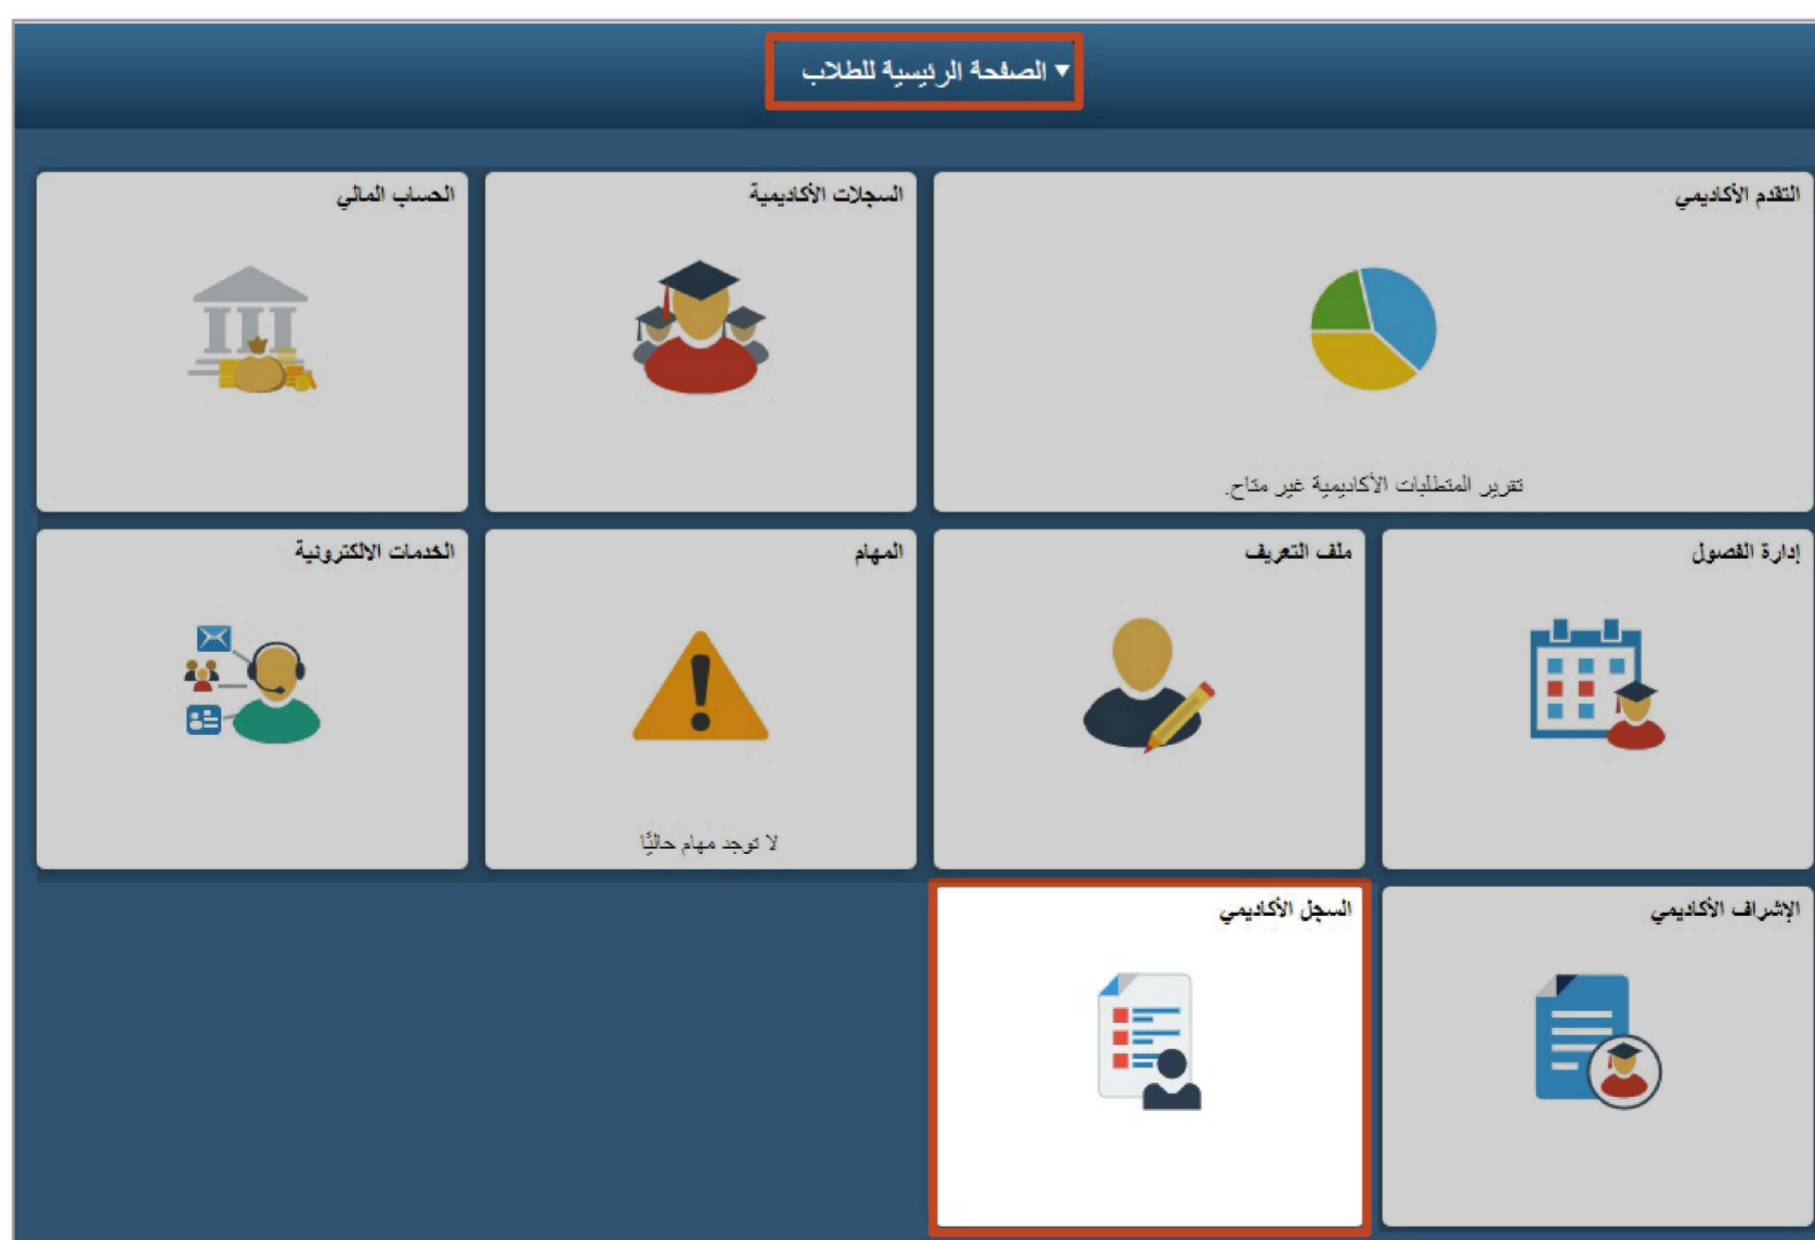 ▼ الصفحة الرئيسية للطلاب
التقدم الأكاديمي
تقرير المتطلبات الأكاديمية غير متاح.
السجلات الأكاديمية
الحساب المالي
إدارة الفصول
ملف التعريف
المهام
لا توجد مهام حاليًا
الخدمات الالكترونية
الإشراف الأكاديمي
السجل الأكاديمي